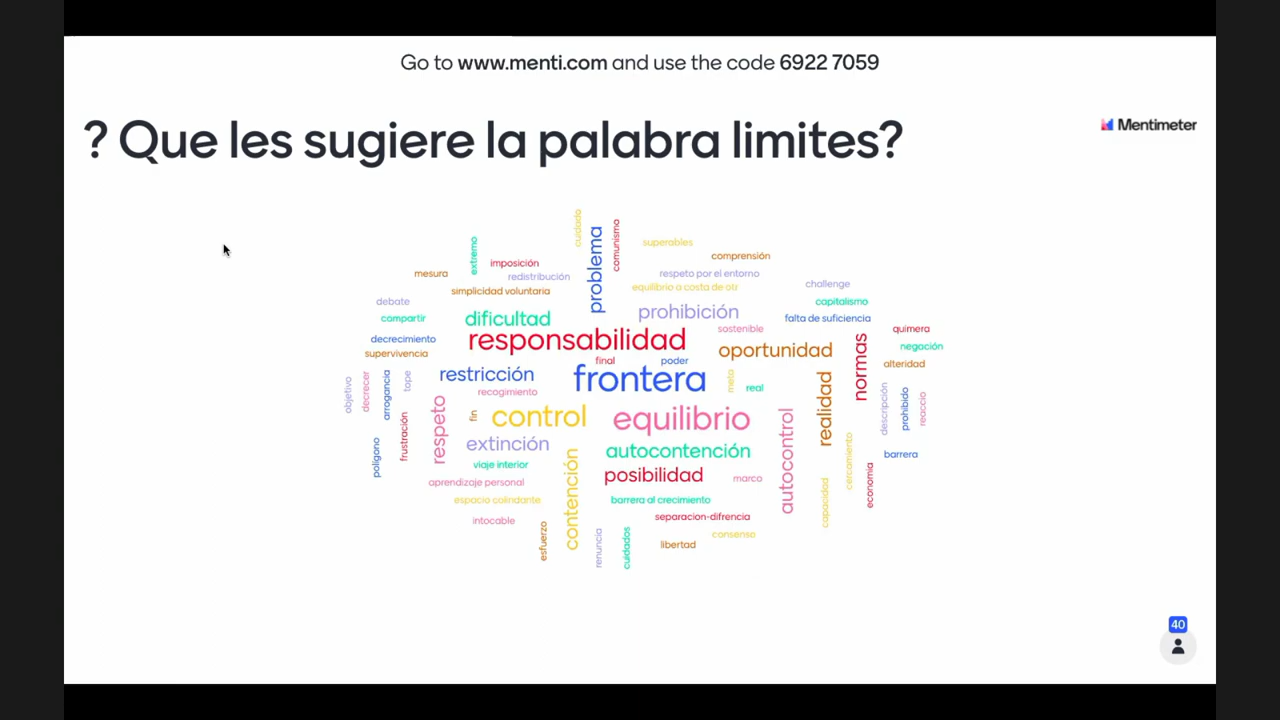 Go to www.menti.com and use the code 6922 7059
? Que les sugiere la palabra limites?
Mentimeter
cuidado
comunismo
problema
extremo
superables
comprensión
imposición
mesura
redistribución
respeto por el entorno
simplicidad voluntaria
equilibrio a costa de otr
challenge
debate
capitalismo
compartir
dificultad
prohibición
falta de suficiencia
decrecimiento
responsabilidad
sostenible
quimera
supervivencia
oportunidad
normas
negación
final
poder
alteridad
objetivo
decrecer
arrogancia
tope
restricción
frontera
meta
real
realidad
descripción
prohibido
reaccio
recogimiento
frustración
respeto
fin
control
equilibrio
autocontrol
poligono
extinción
autocontención
cercamiento
barrera
viaje interior
contención
posibilidad
marco
economia
aprendizaje personal
capacidad
espacio colindante
barrera al crecimiento
intocable
separacion-difrencia
esfuerzo
renuncia
cuidados
consenso
libertad
40